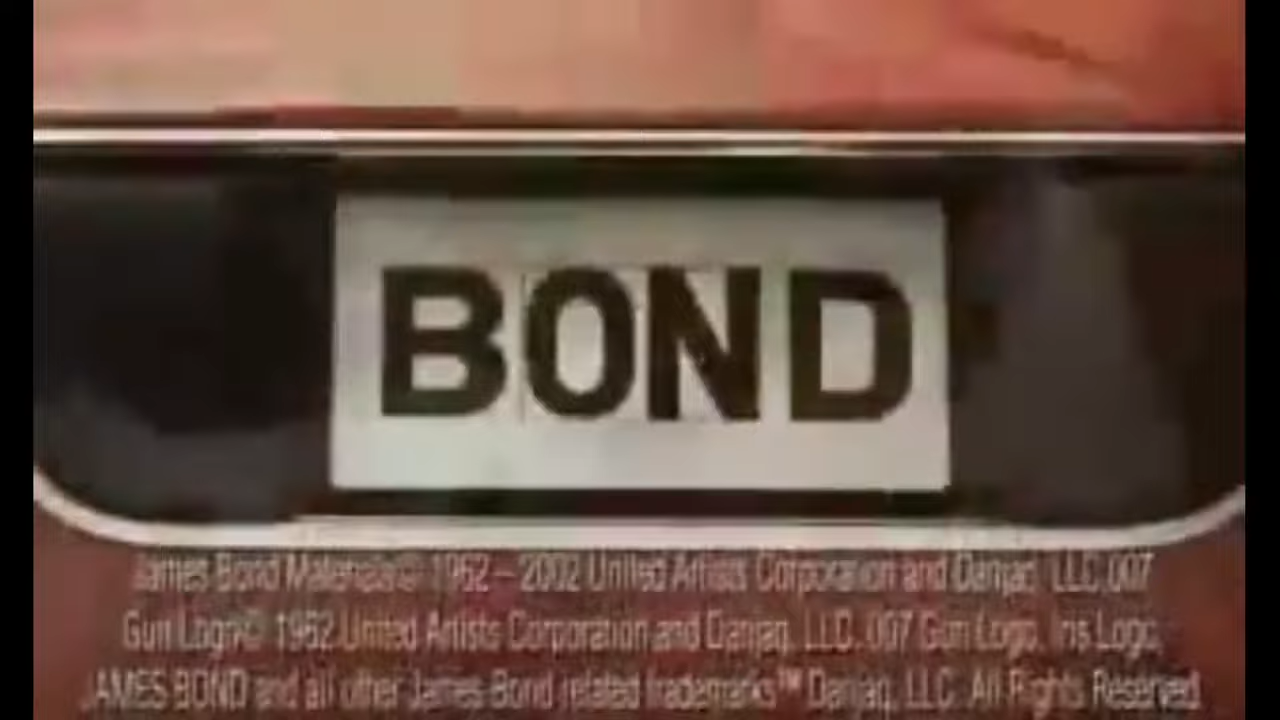 BOND
James Bond Materials © 1962 – 2002 United Artists Corporation and Danjaq, LLC. 007
Gun Logo © 1962 United Artists Corporation and Danjaq, LLC. 007 Gun Logo, Iris Logo,
JAMES BOND and all other James Bond related trademarks™ Danjaq, LLC. All Rights Reserved